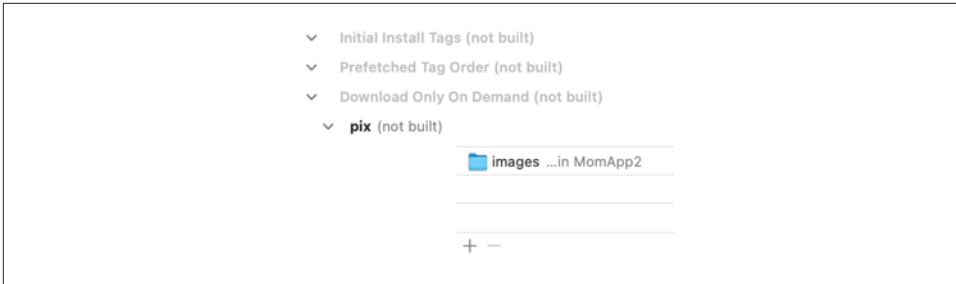 Initial Install Tags (not built)
Prefetched Tag Order (not built)
Download Only On Demand (not built)
pix (not built)
images ...in MomApp2